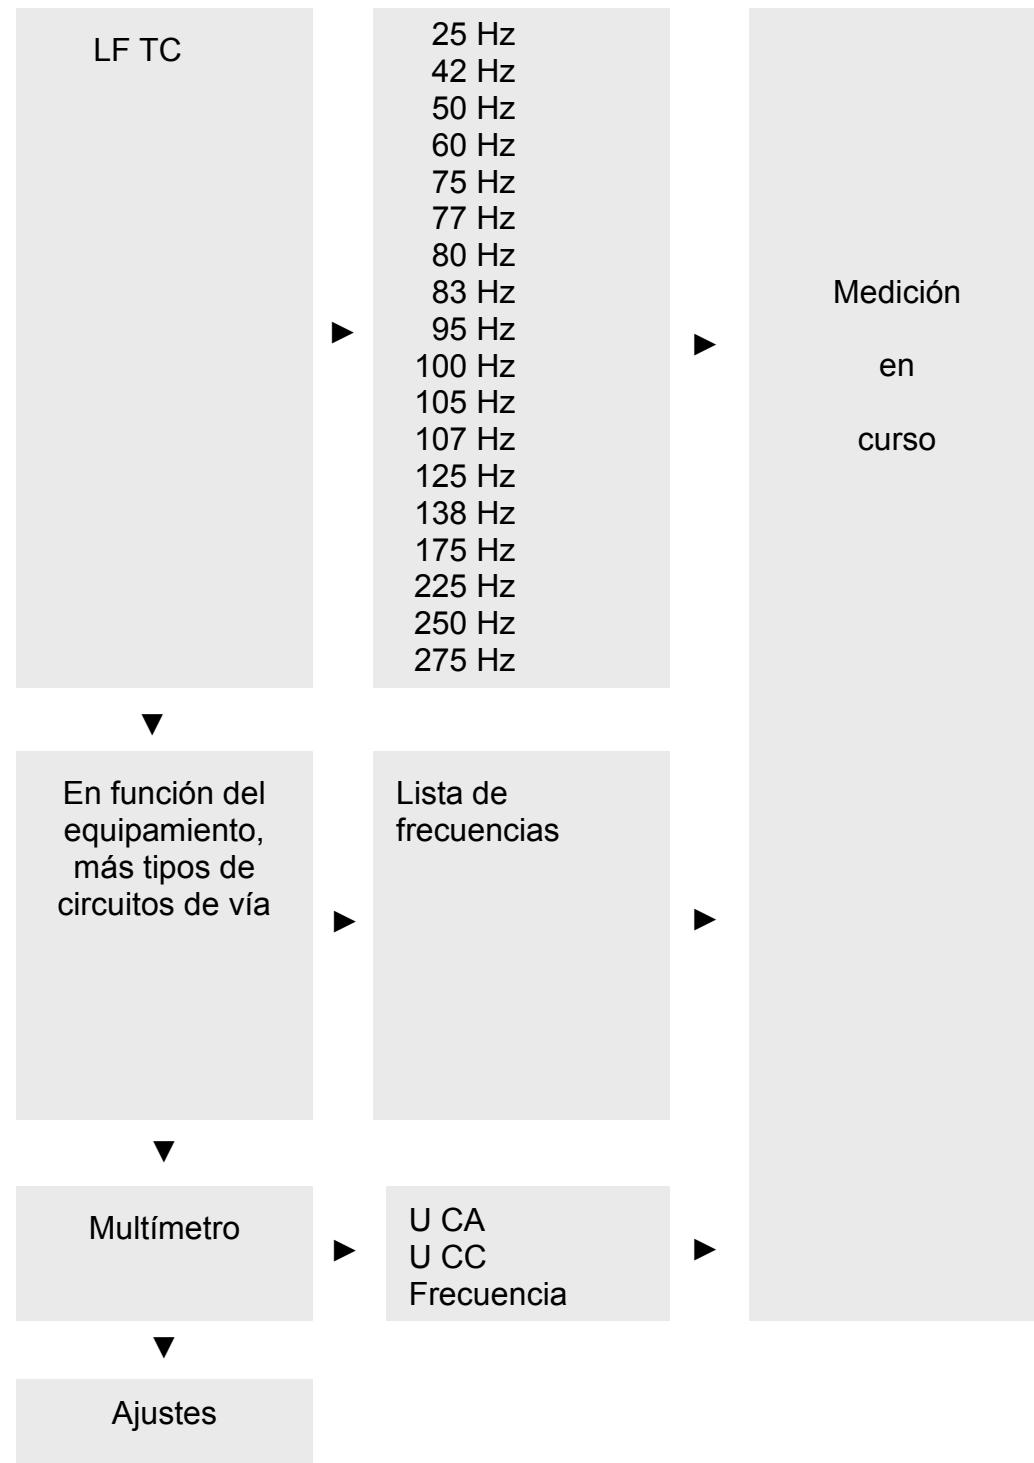 LF TC
25 Hz
42 Hz
50 Hz
60 Hz
75 Hz
77 Hz
80 Hz
83 Hz
95 Hz
100 Hz
105 Hz
107 Hz
125 Hz
138 Hz
175 Hz
225 Hz
250 Hz
275 Hz
Medición
en
curso
En función del
equipamiento,
más tipos de
circuitos de vía
Lista de
frecuencias
Multímetro
U CA
U CC
Frecuencia
Ajustes